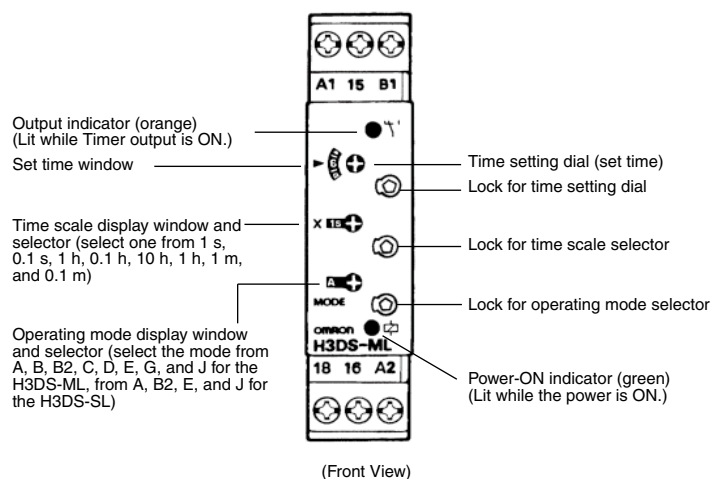 A1 15 B1
Output indicator (orange)
(Lit while Timer output is ON.)
Set time window
Time setting dial (set time)
Lock for time setting dial
Time scale display window and
selector (select one from 1 s,
0.1 s, 1 h, 0.1 h, 10 h, 1 h, 1 m,
and 0.1 m)
X 1s
Lock for time scale selector
A
MODE
Lock for operating mode selector
Operating mode display window
and selector (select the mode from
A, B, B2, C, D, E, G, and J for the
H3DS-ML, from A, B2, E, and J for
the H3DS-SL)
omron
H3DS-ML
18 16 A2
Power-ON indicator (green)
(Lit while the power is ON.)
(Front View)